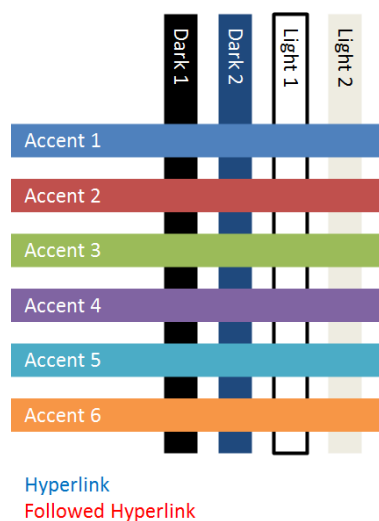 Dark 1
Dark 2
Light 1
Light 2
Accent 1
Accent 2
Accent 3
Accent 4
Accent 5
Accent 6
Hyperlink
Followed Hyperlink